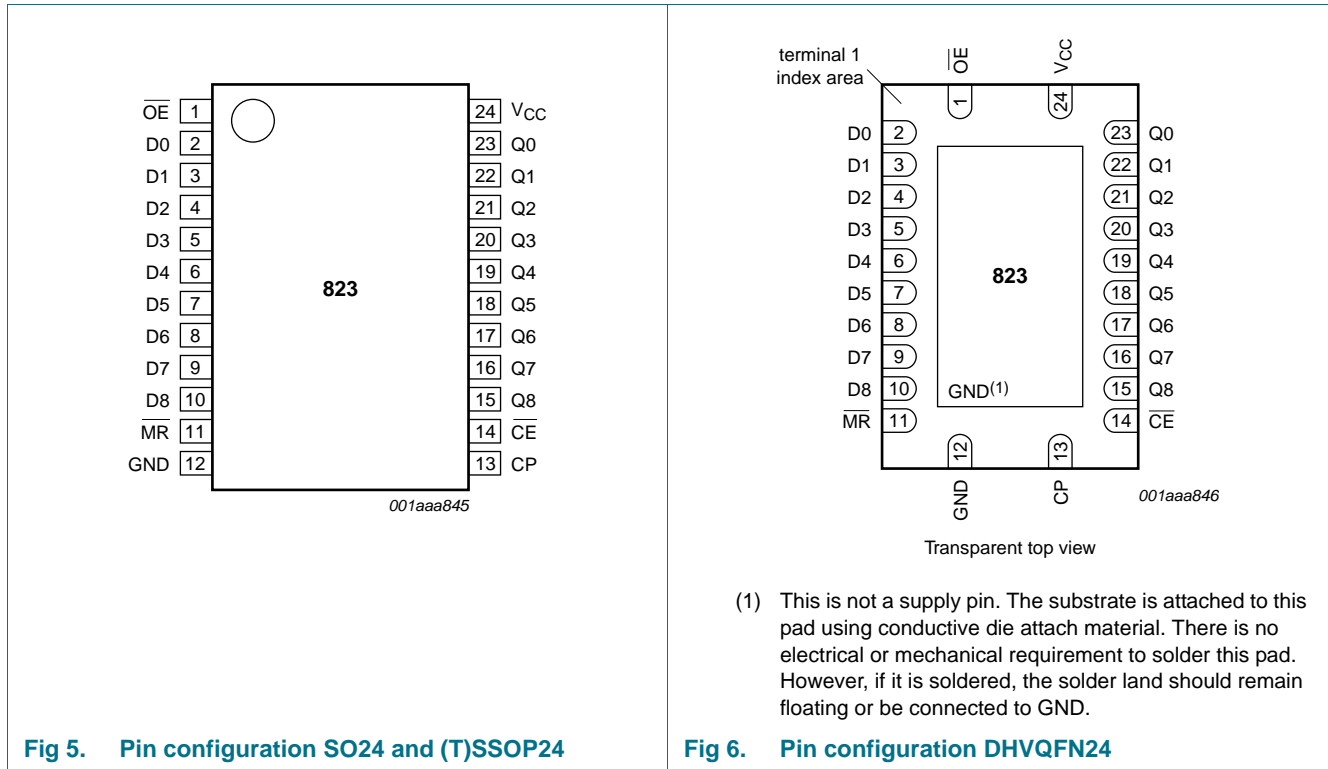 OE 1
D0 2
D1 3
D2 4
D3 5
D4 6
D5 7
D6 8
D7 9
D8 10
MR 11
GND 12
823
24 VCC
23 Q0
22 Q1
21 Q2
20 Q3
19 Q4
18 Q5
17 Q6
16 Q7
15 Q8
14 CE
13 CP
001aaa845
Fig 5. Pin configuration SO24 and (T)SSOP24
terminal 1
index area
OE
1
VCC
24
D0 2
D1 3
D2 4
D3 5
D4 6
D5 7
D6 8
D7 9
D8 10
MR 11
823
GND(1)
23 Q0
22 Q1
21 Q2
20 Q3
19 Q4
18 Q5
17 Q6
16 Q7
15 Q8
14 CE
12
GND
13
CP
001aaa846
Transparent top view
(1) This is not a supply pin. The substrate is attached to this
pad using conductive die attach material. There is no
electrical or mechanical requirement to solder this pad.
However, if it is soldered, the solder land should remain
floating or be connected to GND.
Fig 6. Pin configuration DHVQFN24